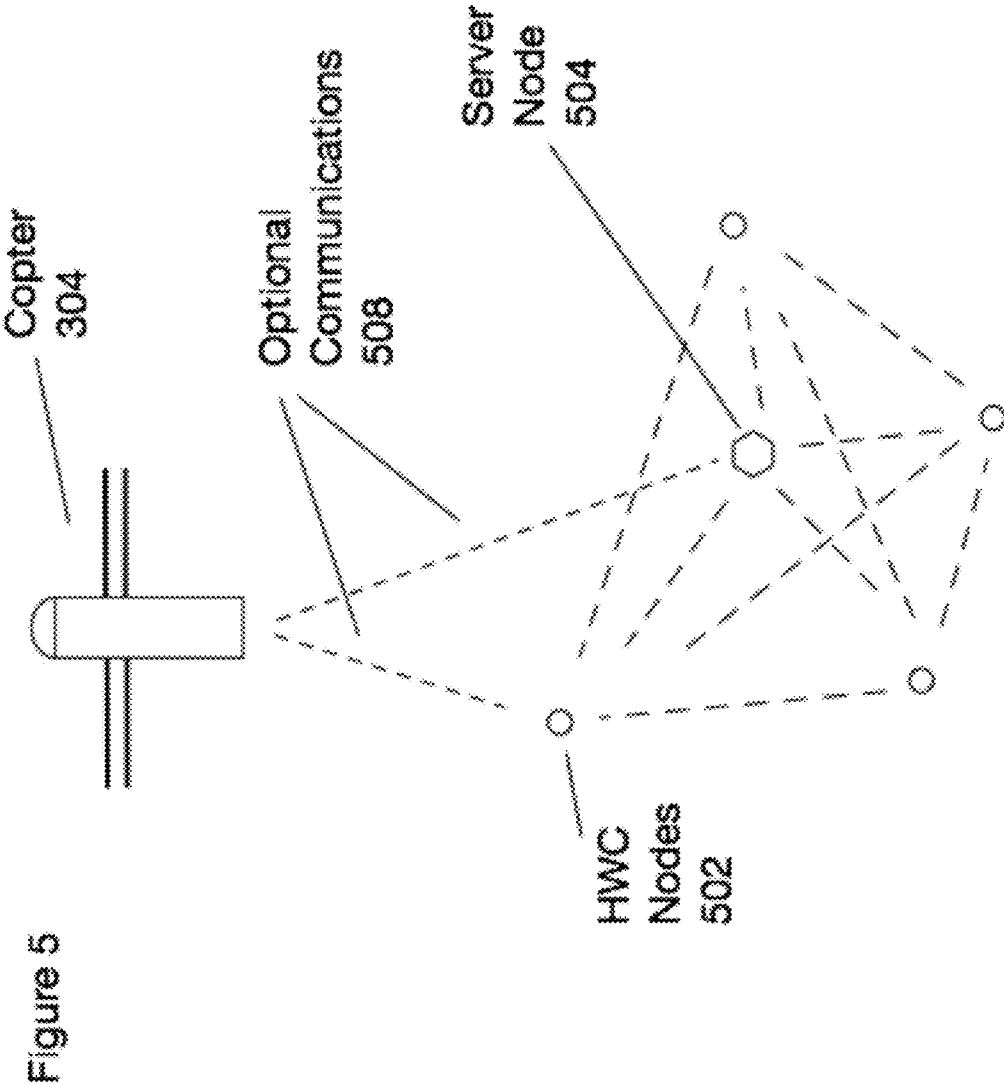 Figure 5
Copter
304
Optional
Communications
508
Server
Node
504
HWC
Nodes
502